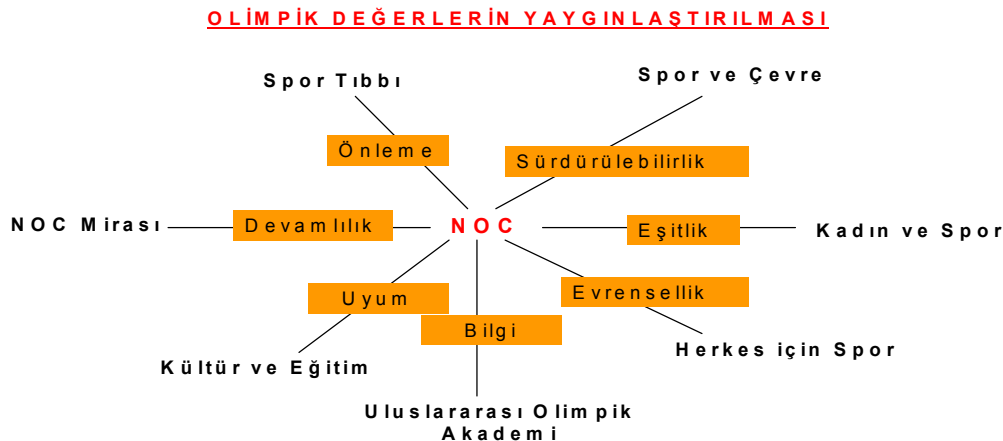 OLİMPİK DEĞERLERİN YAYGINLAŞTIRILMASI
Spor Tıbbı
Spor ve Çevre
Önleme
Sürdürülebilirlik
NOC Mirası
Devamlılık
NOC
Eşitlik
Kadın ve Spor
Uyum
Evrensellik
Bilgi
Herkes için Spor
Kültür ve Eğitim
Uluslararası Olimpik
Akademi